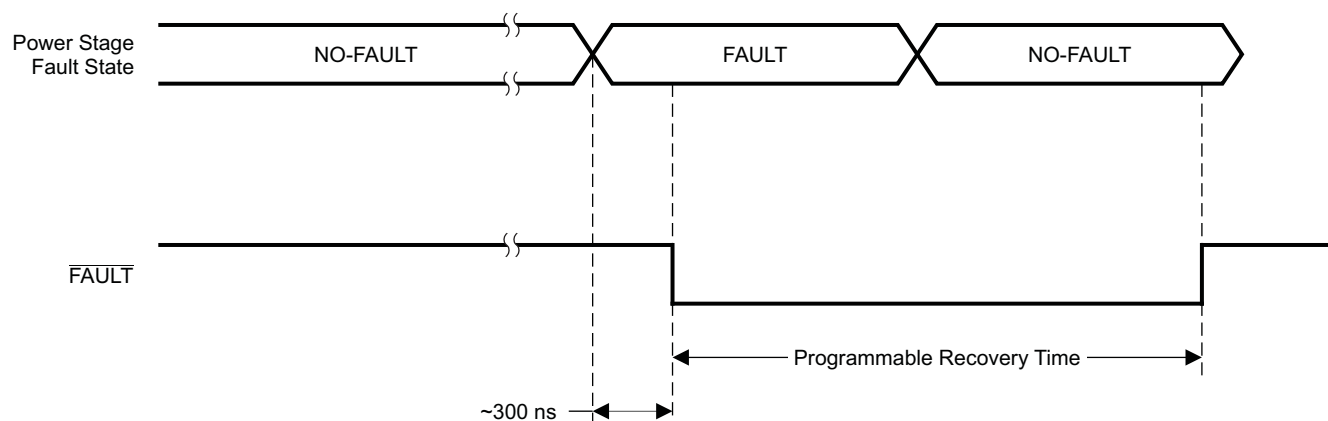 Power Stage
Fault State
NO-FAULT
FAULT
NO-FAULT
FAULT
Programmable Recovery Time
~300 ns